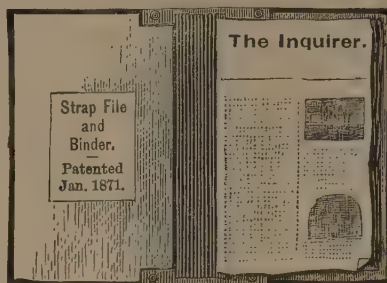 Strap File
and
Binder.
—
Patented
Jan. 1871.
The Inquirer.